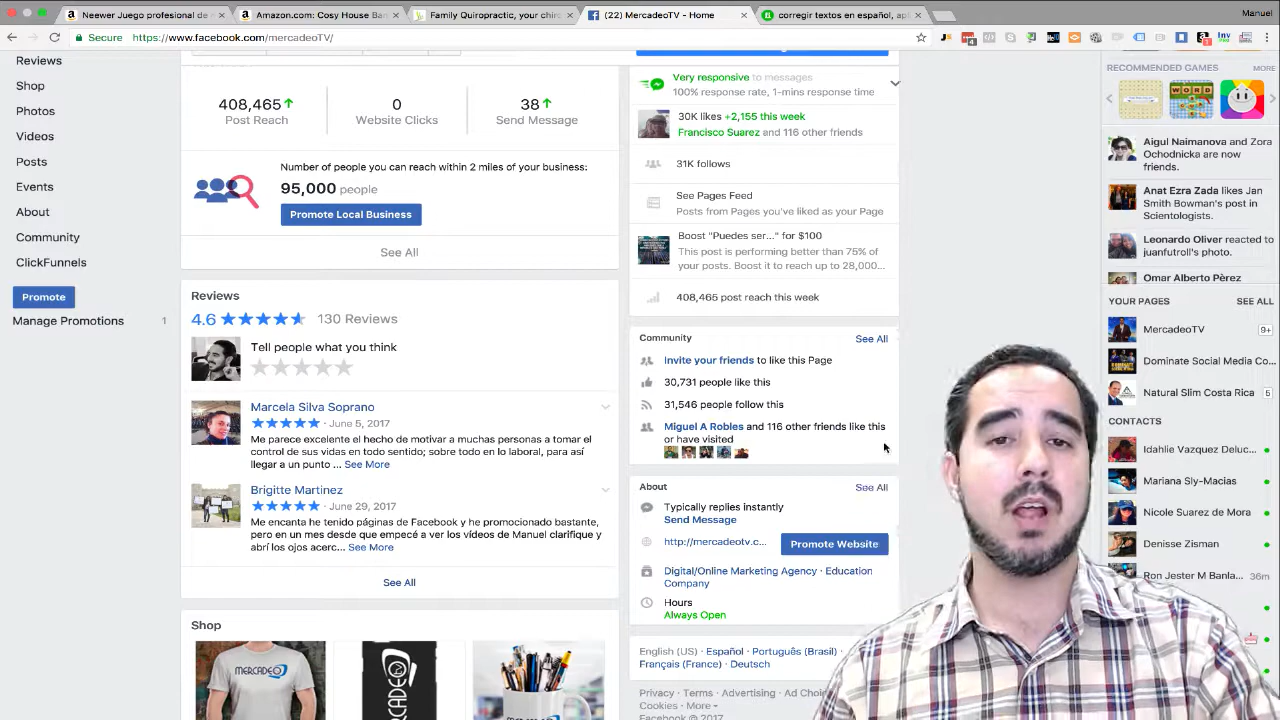 Newer Juego profesional de
Amazon.com: Cosy House Ba
Family Quiropractic, your chir
(22) MercadeoTV - Home
corregir textos en español, ap
Manuel
Secure https://www.facebook.com/mercadeoTV/
Reviews
Shop
Photos
Videos
Posts
Events
About
Community
ClickFunnels
Promote
Manage Promotions 1
408,465
Post Reach
0
Website Clicks
38
Send Message
Number of people you can reach within 2 miles of your business:
95,000 people
Promote Local Business
See All
Reviews
4.6 130 Reviews
Tell people what you think
Marcela Silva Soprano
June 5, 2017
Me parece excelente el hecho de motivar a muchas personas a tomar el
control de sus vidas en todo sentido; sobre todo en lo laboral, para así
llegar a un punto ... See More
Brigitte Martinez
June 29, 2017
Me encanta he tenido páginas de Facebook y he promocionado bastante,
pero en un mes desde que empece a ver los vídeos de Manuel clarifique y
abrí los ojos acerc... See More
See All
Shop
MERCADEO
MERCADEO
Very responsive to messages
100% response rate, 1-mins response time
30K likes +2,155 this week
Francisco Suarez and 116 other friends
31K follows
See Pages Feed
Posts from Pages you've liked as your Page
Boost "Puedes ser..." for $100
This post is performing better than 75% of
your posts. Boost it to reach up to 28,000...
408,465 post reach this week
Community See All
Invite your friends to like this Page
30,731 people like this
31,546 people follow this
Miguel A Robles and 116 other friends like this
or have visited
About See All
Typically replies instantly
Send Message
http://mercadeotv.c... Promote Website
Digital/Online Marketing Agency · Education
Company
Hours
Always Open
English (US) · Español · Português (Brasil) ·
Français (France) · Deutsch
Privacy · Terms · Advertising · Ad Choi
Cookies · More
Facebook © 2017
RECOMMENDED GAMES MORE
WORD
Aigul Naimanova and Zora
Ochodnicka are now
friends.
Anat Ezra Zada likes Jan
Smith Bowman's post in
Scientologists.
Leonardo Oliver reacted to
juanfutroll's photo.
Omar Alberto Pèrez
YOUR PAGES SEE ALL
MercadeoTV 9+
Dominate Social Media Co...
Natural Slim Costa Rica 5
CONTACTS
Idahlie Vazquez Deluc...
Mariana Sly-Macias
Nicole Suarez de Mora
Denisse Zisman
Ron Jester M Banla... 36m